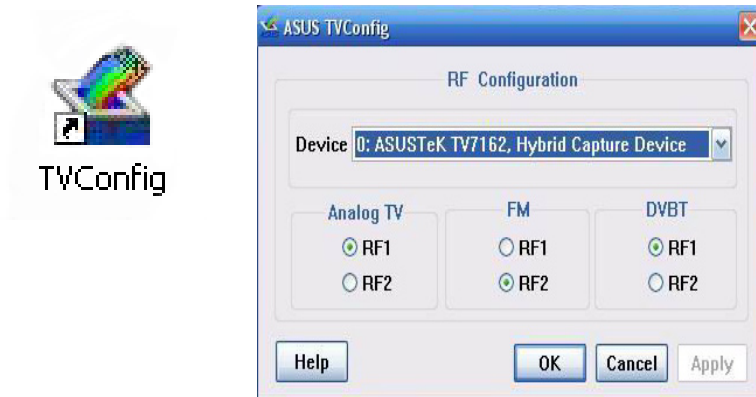 TVConfig
ASUS TVConfig
RF Configuration
Device 0: ASUSTeK TV7162, Hybrid Capture Device
Analog TV FM DVBT
RF1 RF1 RF1
RF2 RF2 RF2
Help OK Cancel Apply